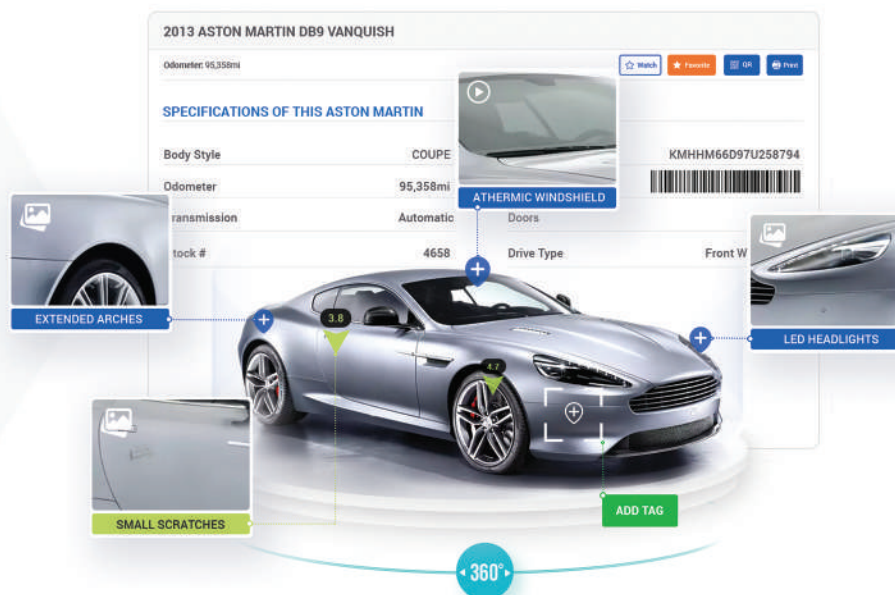 2013 ASTON MARTIN DB9 VANQUISH
Odometer: 95,358mi
Watch
Favorite
QR
Print
SPECIFICATIONS OF THIS ASTON MARTIN
Body Style COUPE
KMHHM66D97U258794
Odometer 95,358mi
ATHERMIC WINDSHIELD
ransmission Automatic Doors
tock # 4658 Drive Type Front W
EXTENDED ARCHES
3.8
LED HEADLIGHTS
4.7
SMALL SCRATCHES
ADD TAG
360°